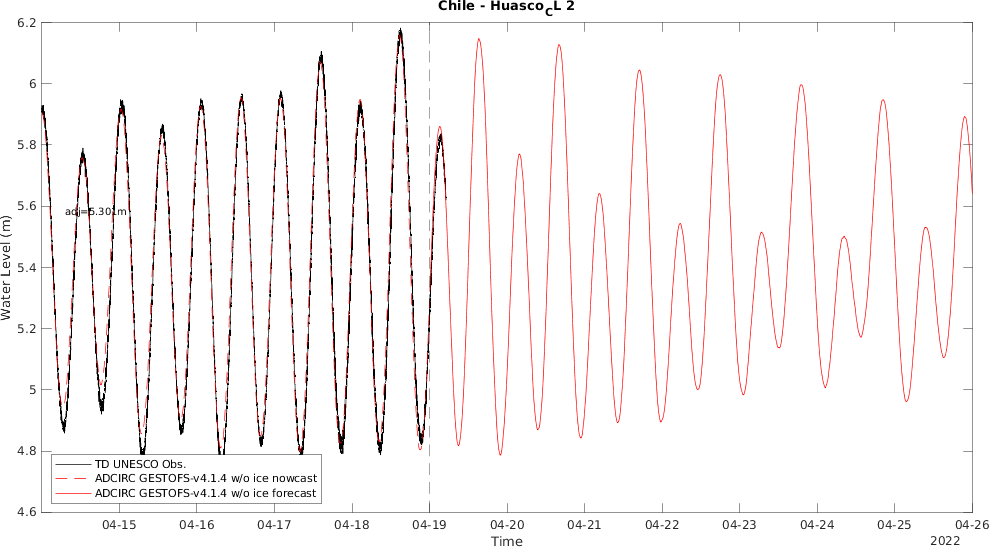 Chile - HuascoCL 2
6.2
6
5.8
5.6
5.4
5.2
5
4.8
4.6
Water Level (m)
adj=5.301m
TD UNESCO Obs.
ADCIRC GESTOFS-v4.1.4 w/o ice nowcast
ADCIRC GESTOFS-v4.1.4 w/o ice forecast
04-15 04-16 04-17 04-18 04-19 04-20 04-21 04-22 04-23 04-24 04-25 04-26
Time
2022